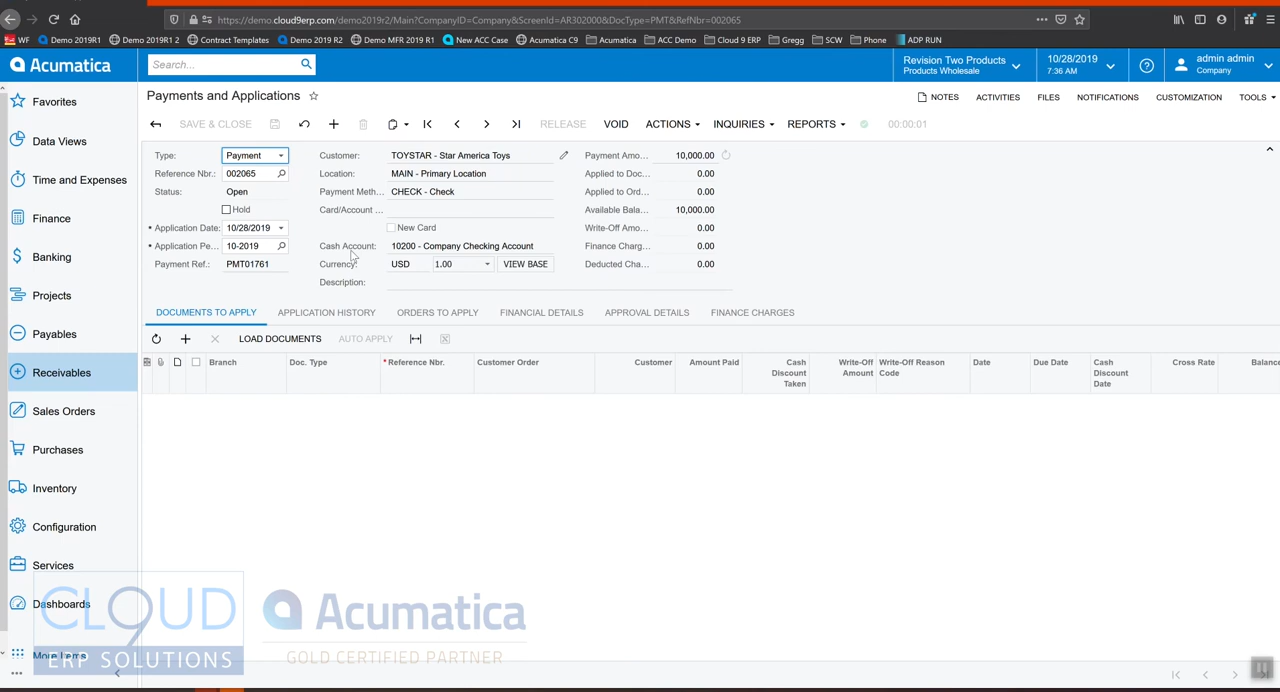 https://demo.cloud9erp.com/demo2019r2/Main?CompanyID=Company&ScreenId=AR302000&DocType=PMT&RefNbr=002065
WF Demo 2019R1 Demo 2019R1 2 Contract Templates Demo 2019 R2 Demo MFR 2019 R1 New ACC Case Acumatica C9 Acumatica ACC Demo Cloud 9 ERP Gregg SCW Phone ADP RUN
Acumatica
Search...
Revision Two Products
Products Wholesale
10/28/2019
7:36 AM
admin admin
Company
Favorites
Data Views
Time and Expenses
Finance
Banking
Projects
Payables
Receivables
Sales Orders
Purchases
Inventory
Configuration
Services
Dashboards
More Items
Payments and Applications
NOTES ACTIVITIES FILES NOTIFICATIONS CUSTOMIZATION TOOLS
SAVE & CLOSE RELEASE VOID ACTIONS INQUIRIES REPORTS 00:00:01
Type: Payment
Reference Nbr.: 002065
Status: Open
Hold
Application Date: 10/28/2019
Application Pe... 10-2019
Payment Ref.: PMT01761
Customer: TOYSTAR - Star America Toys
Location: MAIN - Primary Location
Payment Meth... CHECK - Check
Card/Account ...
New Card
Cash Account: 10200 - Company Checking Account
Currency: USD 1.00 VIEW BASE
Description:
Payment Amo... 10,000.00
Applied to Doc... 0.00
Applied to Ord... 0.00
Available Bala... 10,000.00
Write-Off Amo... 0.00
Finance Charg... 0.00
Deducted Cha... 0.00
DOCUMENTS TO APPLY APPLICATION HISTORY ORDERS TO APPLY FINANCIAL DETAILS APPROVAL DETAILS FINANCE CHARGES
LOAD DOCUMENTS AUTO APPLY
Branch Doc. Type *Reference Nbr. Customer Order Customer Amount Paid Cash Discount Taken Write-Off Amount Write-Off Reason Code Date Due Date Cash Discount Date Cross Rate Balance
CLOUD 9
ERP SOLUTIONS
Acumatica
GOLD CERTIFIED PARTNER